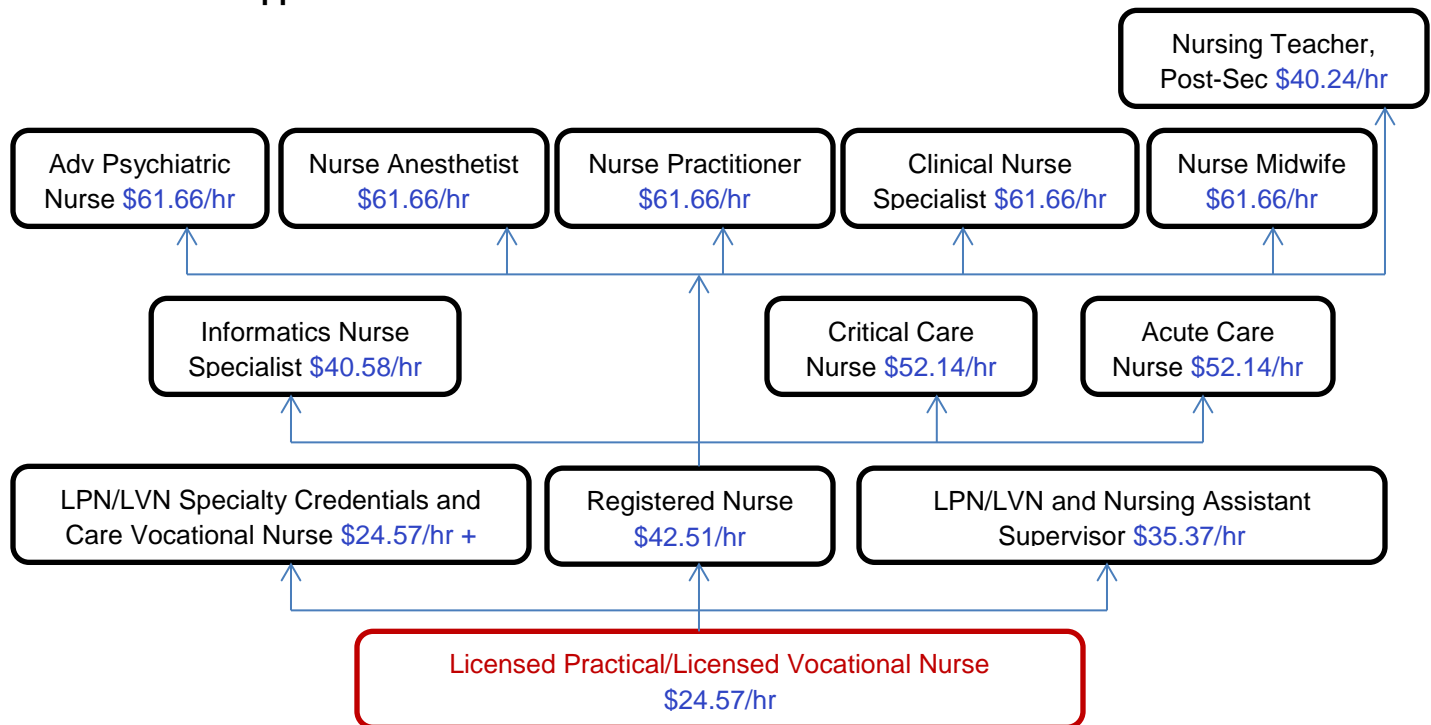 Nursing Teacher,
Post-Sec $40.24/hr
Adv Psychiatric
Nurse $61.66/hr
Nurse Anesthetist
$61.66/hr
Nurse Practitioner
$61.66/hr
Clinical Nurse
Specialist $61.66/hr
Nurse Midwife
$61.66/hr
Informatics Nurse
Specialist $40.58/hr
Critical Care
Nurse $52.14/hr
Acute Care
Nurse $52.14/hr
LPN/LVN Specialty Credentials and
Care Vocational Nurse $24.57/hr +
Registered Nurse
$42.51/hr
LPN/LVN and Nursing Assistant
Supervisor $35.37/hr
Licensed Practical/Licensed Vocational Nurse
$24.57/hr